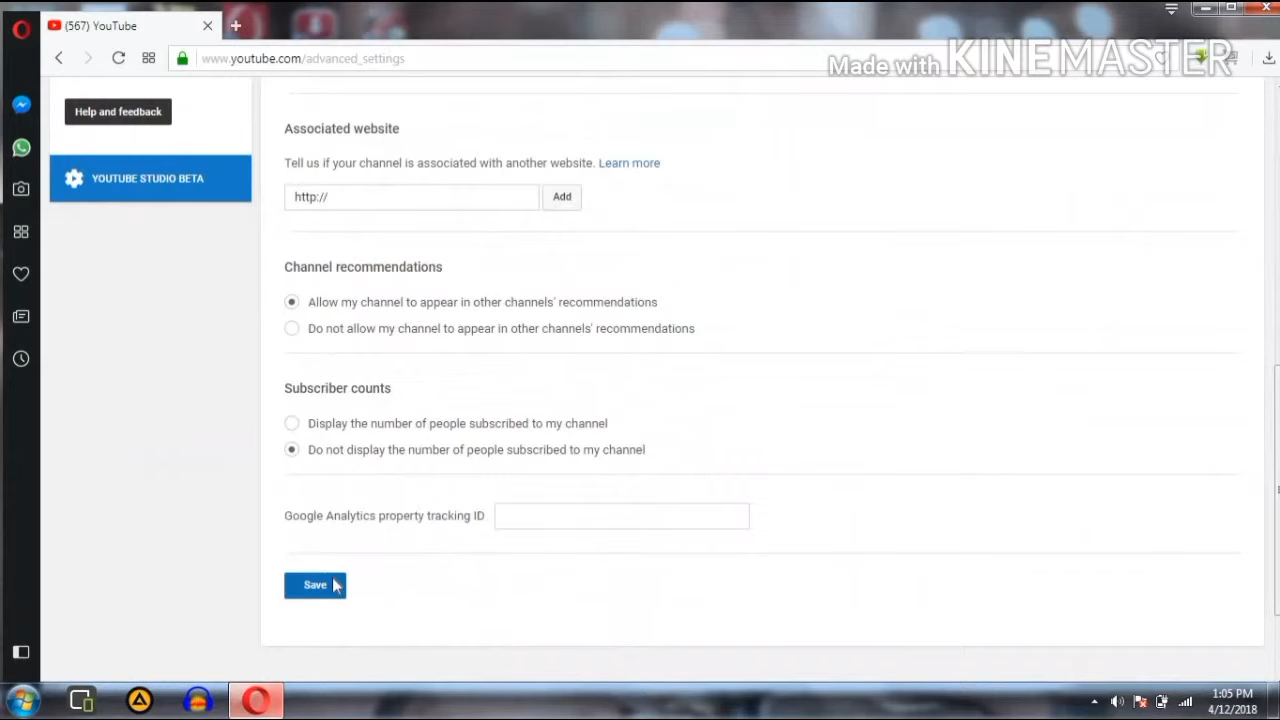 (567) YouTube
www.youtube.com/advanced_settings
Made with KINEMASTER
Help and feedback
YOUTUBE STUDIO BETA
Associated website
Tell us if your channel is associated with another website. Learn more
http://
Add
Channel recommendations
Allow my channel to appear in other channels' recommendations
Do not allow my channel to appear in other channels' recommendations
Subscriber counts
Display the number of people subscribed to my channel
Do not display the number of people subscribed to my channel
Google Analytics property tracking ID
Save
1:05 PM
4/12/2018